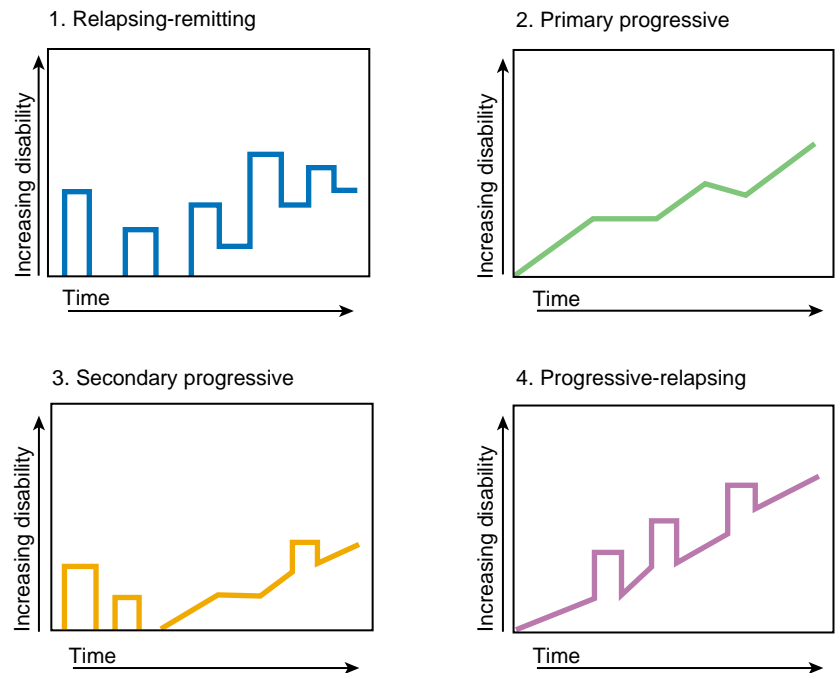 1. Relapsing-remitting
Increasing disability
Time
2. Primary progressive
Increasing disability
Time
3. Secondary progressive
Increasing disability
Time
4. Progressive-relapsing
Increasing disability
Time